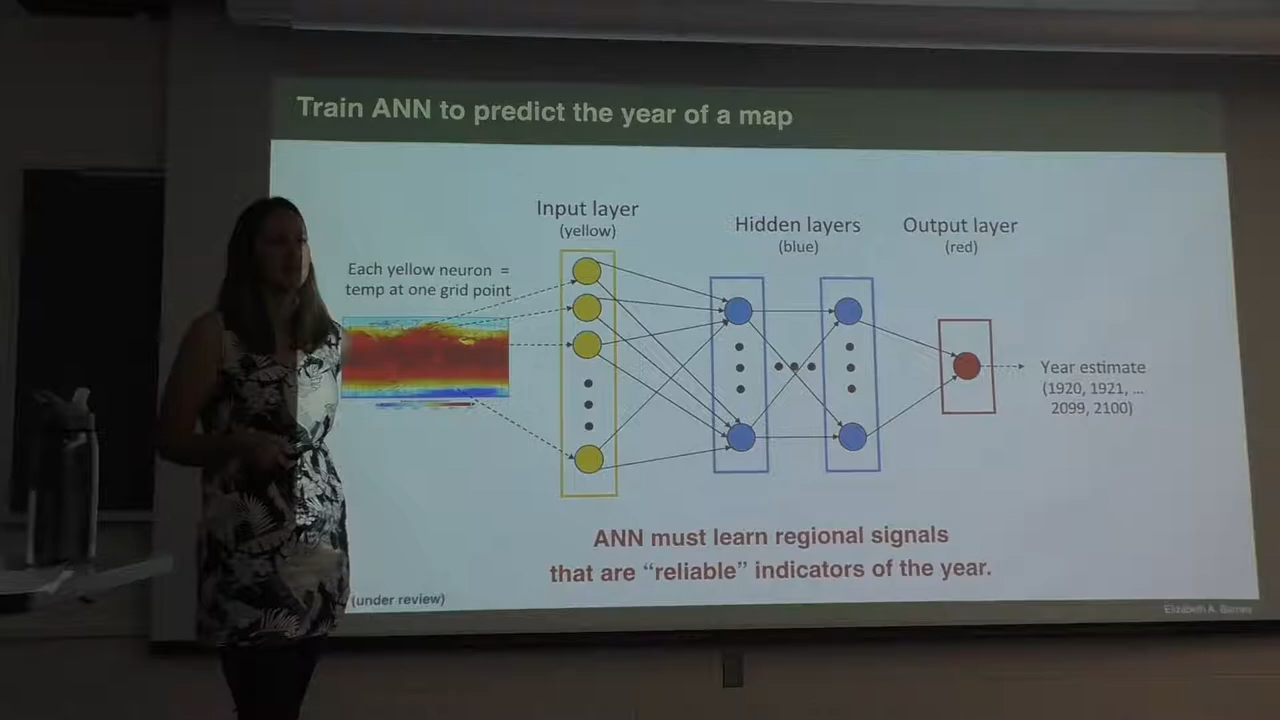 Train ANN to predict the year of a map
Input layer
(yellow)
Hidden layers
(blue)
Output layer
(red)
Each yellow neuron =
temp at one grid point
Year estimate
(1920, 1921, ...
2099, 2100)
ANN must learn regional signals
that are “reliable” indicators of the year.
(under review)
Elizabeth A. Barnes